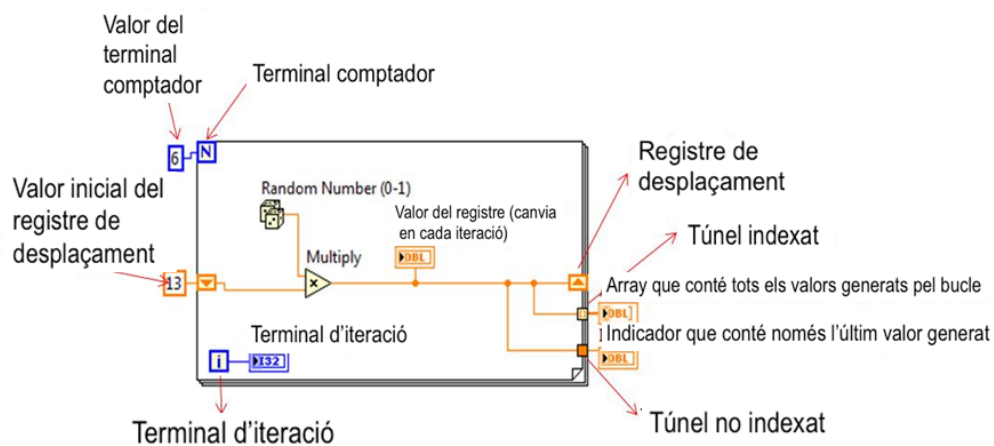 Valor del
terminal
comptador
Terminal comptador
6
N
Registre de
desplaçament
Valor inicial del
registre de
desplaçament
Random Number (0-1)
Valor del registre (canvia
en cada iteració)
DBL
Multiply
x
13
Túnel indexat
Array que conté tots els valors generats pel bucle
DBL
Indicador que conté només l'últim valor generat
DBL
Terminal d'iteració
i
I32
Túnel no indexat
Terminal d'iteració